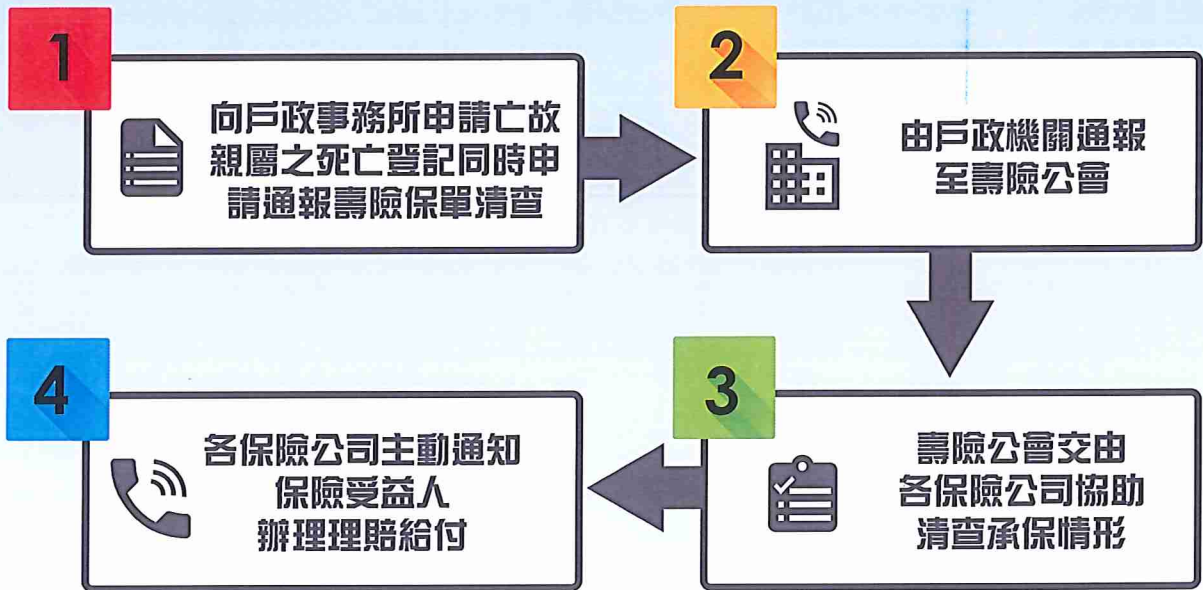 1
向戶政事務所申請亡故
親屬之死亡登記同時申
請通報壽險保單清查
2
由戶政機關通報
至壽險公會
3
壽險公會交由
各保險公司協助
清查承保情形
4
各保險公司主動通知
保險受益人
辦理理賠給付